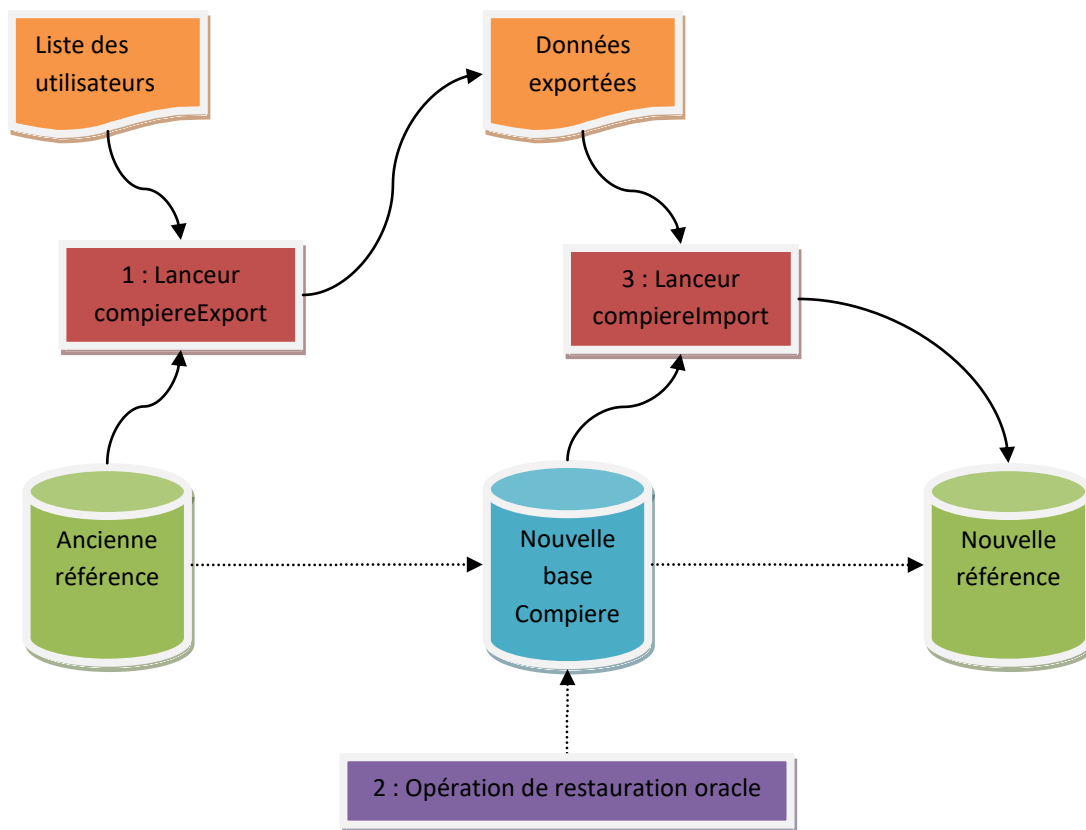 Liste des
utilisateurs
Données
exportées
1 : Lanceur
compiereExport
3 : Lanceur
compiereImport
Ancienne
référence
Nouvelle
base
Compiere
Nouvelle
référence
2 : Opération de restauration oracle